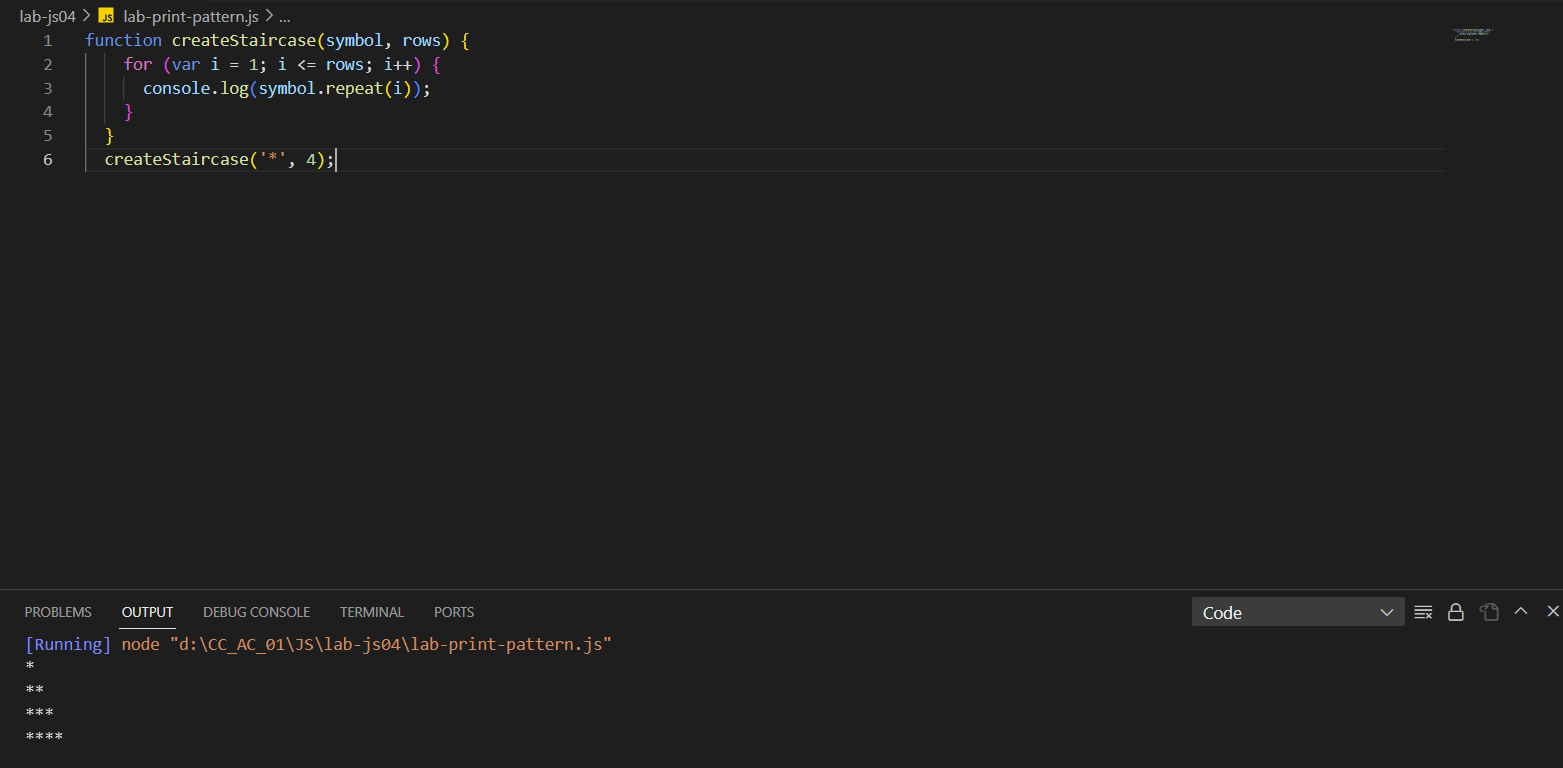 lab-js04 > JS lab-print-pattern.js > ...
1 function createStaircase(symbol, rows) {
2 for (var i = 1; i <= rows; i++) {
3 console.log(symbol.repeat(i));
4 }
5 }
6 createStaircase('*', 4);
PROBLEMS OUTPUT DEBUG CONSOLE TERMINAL PORTS Code
[Running] node "d:\CC_AC_01\JS\lab-js04\lab-print-pattern.js"
*
**
***
****